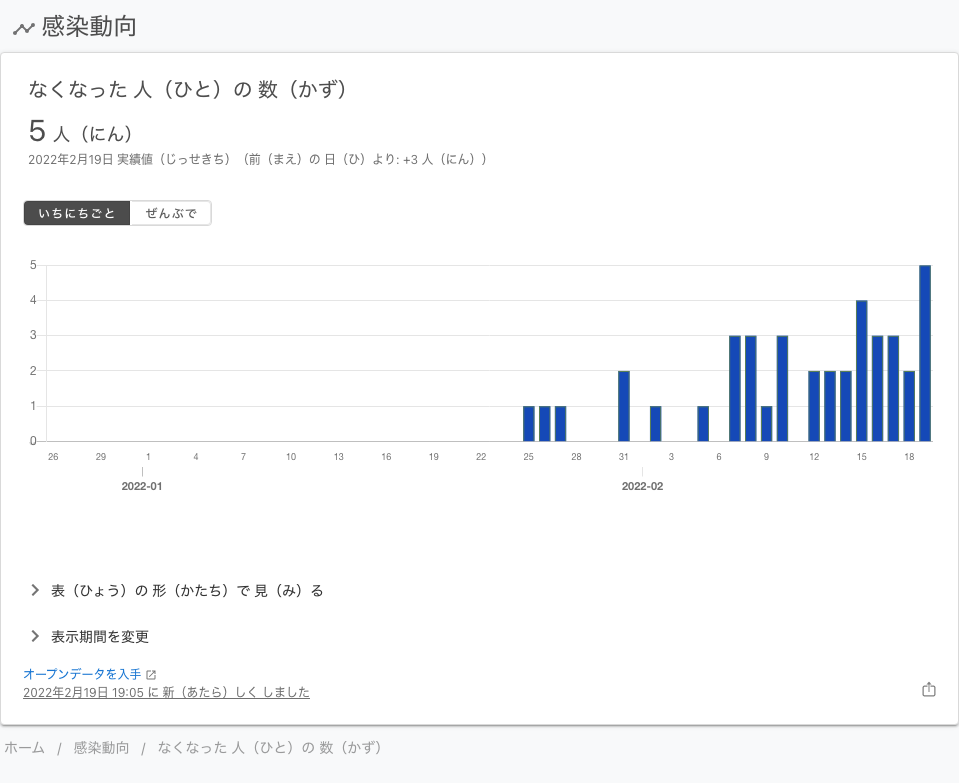 感染動向
なくなった 人（ひと）の 数（かず）
5 人（にん）
2022年2月19日 実績値（じっせきち）（前（まえ）の 日（ひ）より: +3 人（にん））
いちにちごと ぜんぶで
5
4
3
2
1
0
26 29 1 4 7 10 13 16 19 22 25 28 31 3 6 9 12 15 18
2022-01 2022-02
表（ひょう）の 形（かたち）で 見（み）る
表示期間を変更
オープンデータを入手
2022年2月19日 19:05 に 新（あたら）しく しました
ホーム / 感染動向 / なくなった 人（ひと）の 数（かず）